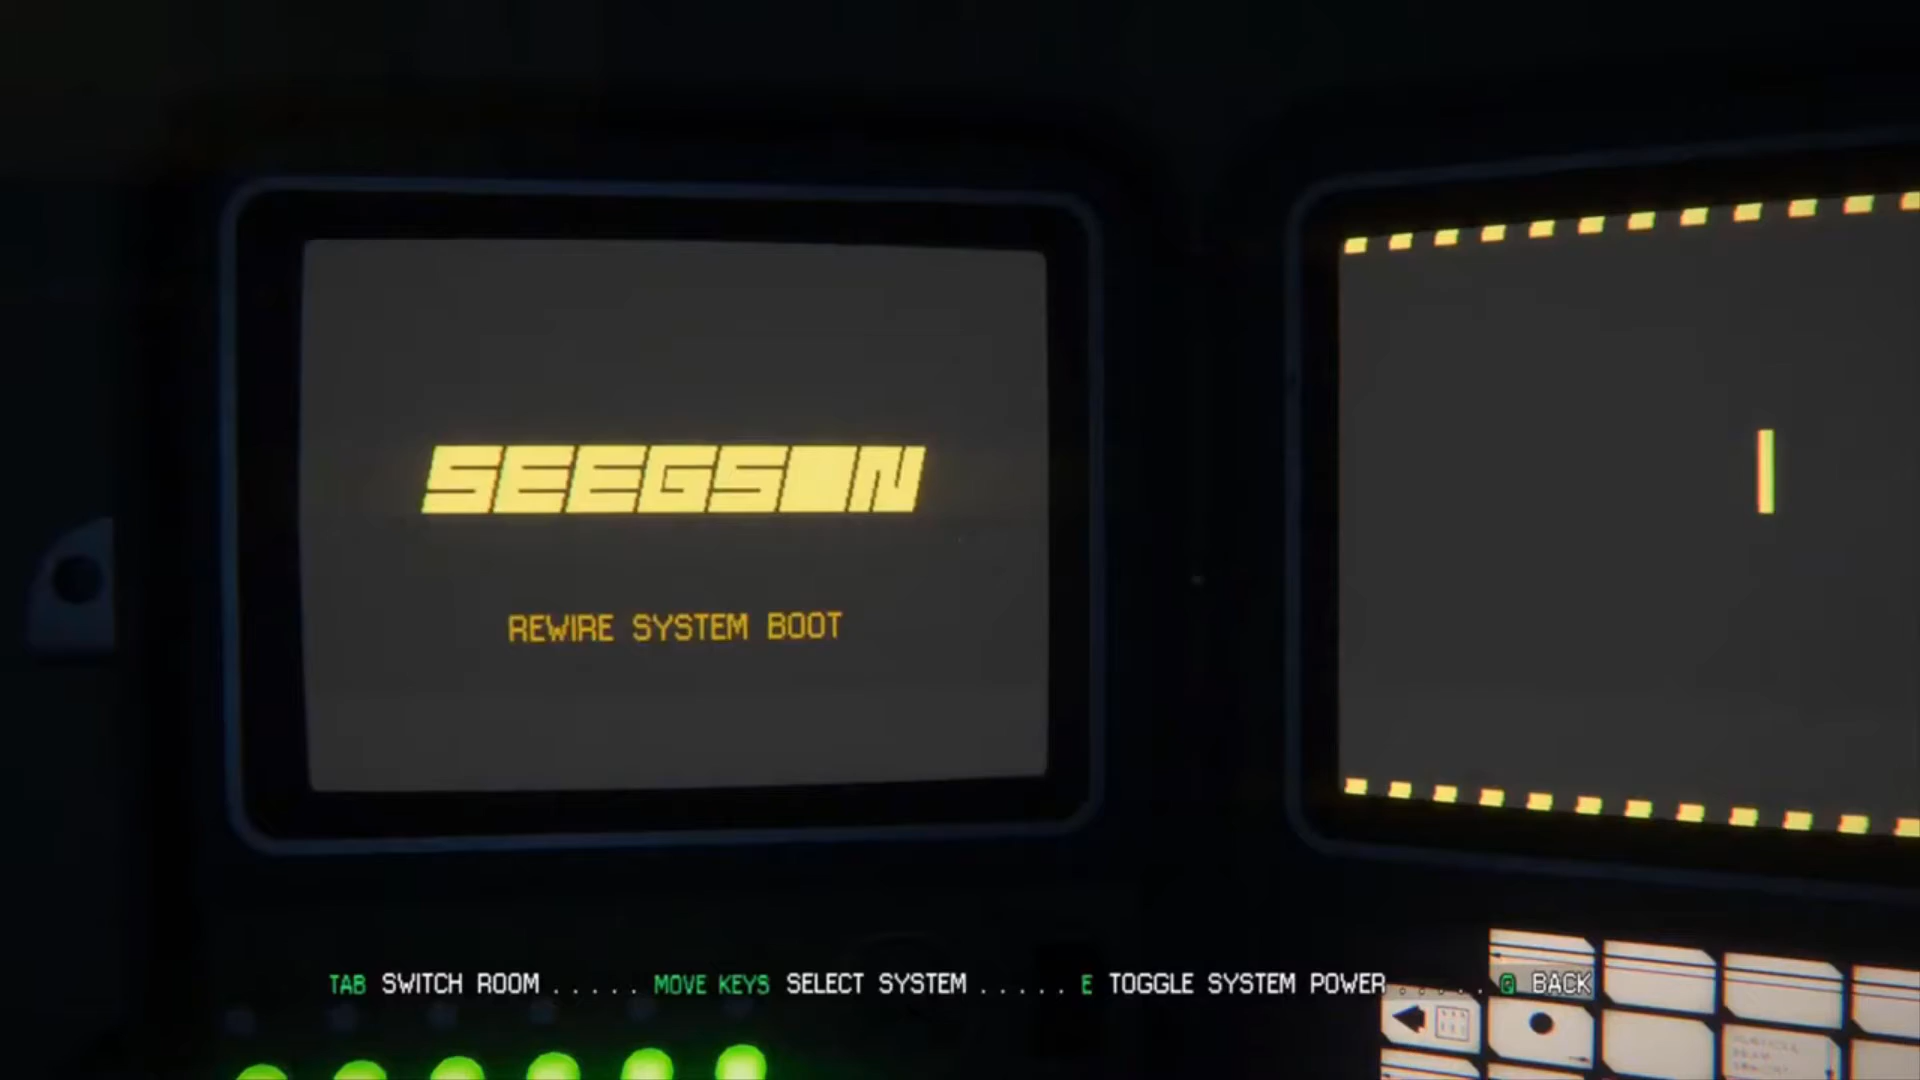 SEEGSON
REWIRE SYSTEM BOOT
TAB SWITCH ROOM ..... MOVE KEYS SELECT SYSTEM ..... E TOGGLE SYSTEM POWER ..... Q BACK